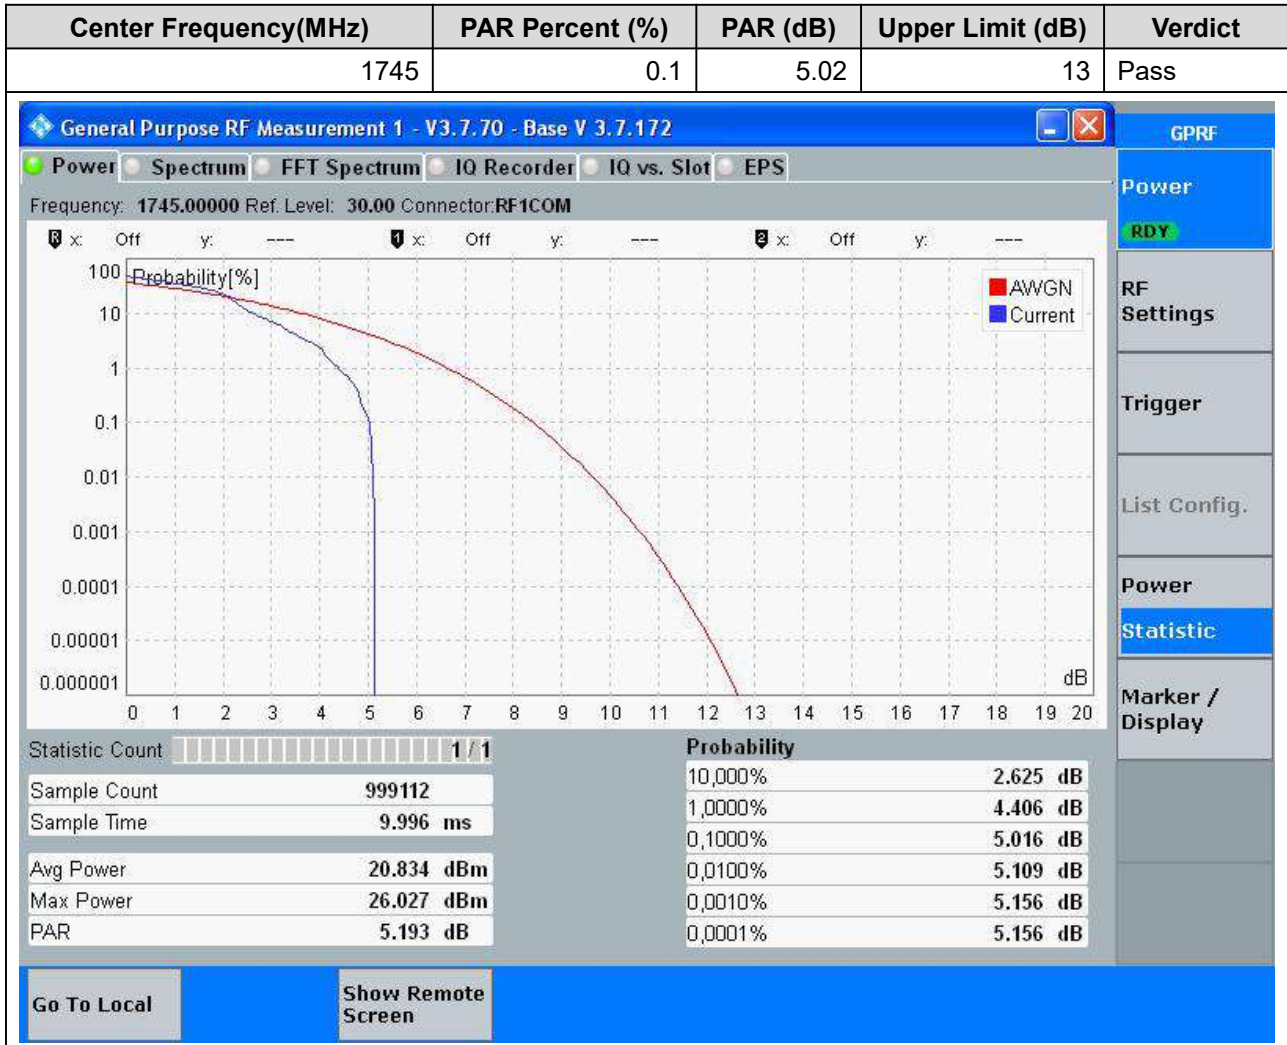 Center Frequency(MHz) PAR Percent (%) PAR (dB) Upper Limit (dB) Verdict
1745 0.1 5.02 13 Pass
General Purpose RF Measurement 1 - V3.7.70 - Base V 3.7.172
GPRF
Power Spectrum FFT Spectrum IQ Recorder IQ vs. Slot EPS
Frequency: 1745.00000 Ref. Level: 30.00 Connector:RF1COM
R x: Off y: --- 1 x: Off y: --- 2 x: Off y: ---
Probability[%]
AWGN
Current
100
10
1
0.1
0.01
0.001
0.0001
0.00001
0.000001
dB
0 1 2 3 4 5 6 7 8 9 10 11 12 13 14 15 16 17 18 19 20
Statistic Count 1 / 1
Sample Count 999112
Sample Time 9.996 ms
Avg Power 20.834 dBm
Max Power 26.027 dBm
PAR 5.193 dB
Probability
10,000% 2.625 dB
1,0000% 4.406 dB
0,1000% 5.016 dB
0,0100% 5.109 dB
0,0010% 5.156 dB
0,0001% 5.156 dB
Power
RDY
RF
Settings
Trigger
List Config.
Power
Statistic
Marker /
Display
Go To Local
Show Remote
Screen